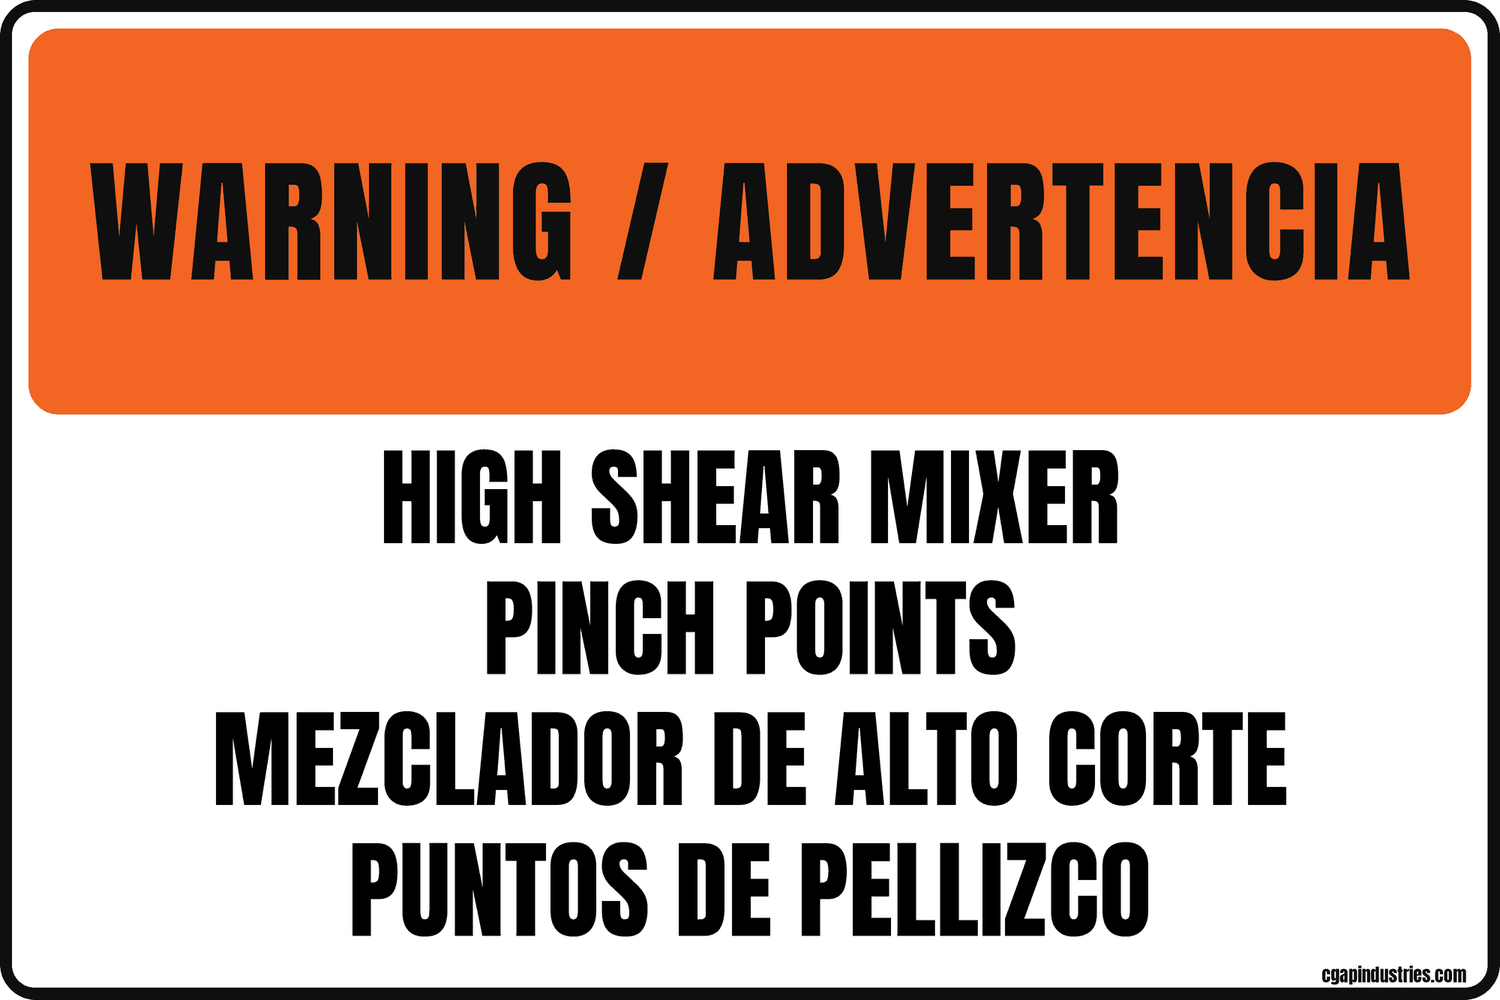 WARNING / ADVERTENCIA
HIGH SHEAR MIXER
PINCH POINTS
MEZCLADOR DE ALTO CORTE
PUNTOS DE PELLIZCO
cgapindustries.com